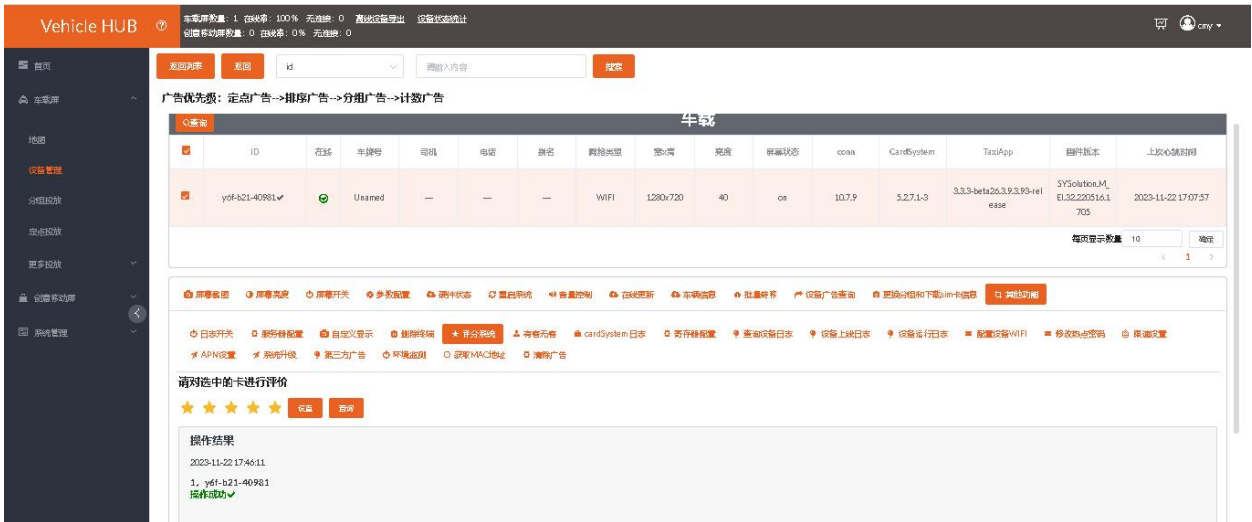 Vehicle HUB
车载屏数量: 1 在线率: 100% 无连接: 0 离线设备导出 设备状态统计
创意移动屏数量: 0 在线率: 0% 无连接: 0
cmy
首页
车载屏
地图
设备管理
分组投放
定点投放
更多投放
创意移动屏
系统管理
返回列表 返回 id 请输入内容 搜索
广告优先级: 定点广告-->排序广告-->分组广告-->计数广告
查询 车载
ID 在线 车牌号 司机 电话 别名 网络类型 宽x高 亮度 屏幕状态 conn CardSystem TaxiApp 固件版本 上次心跳时间
y6f-b21-40981 Unamed — — — WIFI 1280x720 40 on 10.7.9 5.2.7.1-3 3.3.3-beta26.3.9.3.93-release SYSolution.M_EI.32.220516.1705 2023-11-22 17:07:57
每页显示数量 10 确定
< 1 >
屏幕截图 屏幕亮度 屏幕开关 参数配置 硬件状态 重启系统 音量控制 在线更新 车辆信息 批量转移 设备广告查询 更换分组和下载sim卡信息 其他功能
日志开关 服务器配置 自定义显示 删除终端 评分系统 有客无客 cardSystem日志 寄存器配置 查询设备日志 设备上线日志 设备运行日志 配置设备WIFI 修改热点密码 限速设置
APN设置 系统升级 第三方广告 环境监测 获取MAC地址 清除广告
请对选中的卡进行评价
设置 查询
操作结果
2023-11-22 17:46:11
1, y6f-b21-40981
操作成功